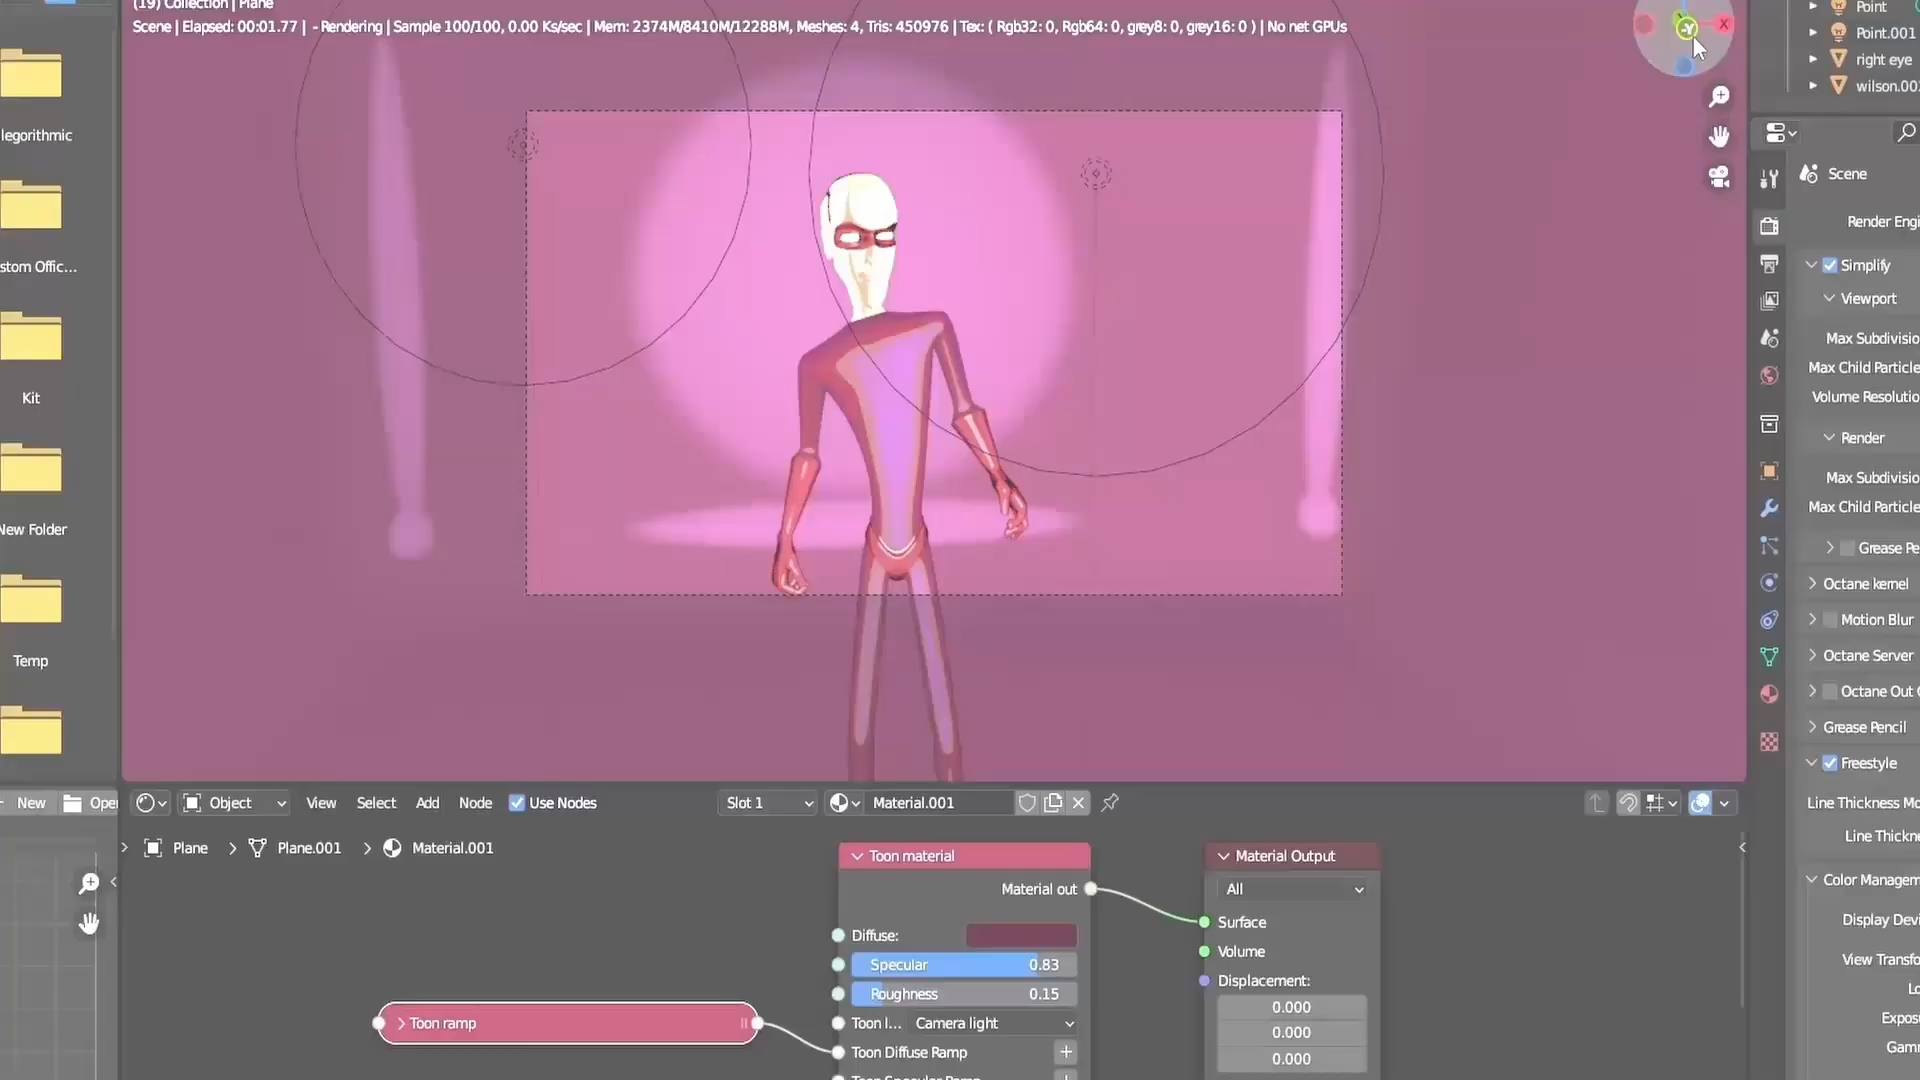 (19) Collection | Plane
Scene | Elapsed: 00:01.77 | - Rendering | Sample 100/100, 0.00 Ks/sec | Mem: 2374M/8410M/12288M, Meshes: 4, Tris: 450976 | Tex: ( Rgb32: 0, Rgb64: 0, grey8: 0, grey16: 0 ) | No net GPUs
X
-Y
Point
Point.001
right eye
wilson.00
legorithmic
stom Offic...
Kit
New Folder
Temp
Scene
Render Engi
Simplify
Viewport
Max Subdivisio
Max Child Particle
Volume Resolutio
Render
Max Subdivisio
Max Child Particle
Grease Pe
Octane kernel
Motion Blur
Octane Server
Octane Out
Grease Pencil
Freestyle
Line Thickness Mo
Line Thickn
Color Managem
Display Devi
View Transfo
Lo
Expos
Gam
New
Ope
Object
View
Select
Add
Node
Use Nodes
Slot 1
Material.001
Plane
Plane.001
Material.001
Toon material
Material out
Diffuse:
Specular 0.83
Roughness 0.15
Toon l... Camera light
Toon Diffuse Ramp
Toon ramp
Material Output
All
Surface
Volume
Displacement:
0.000
0.000
0.000